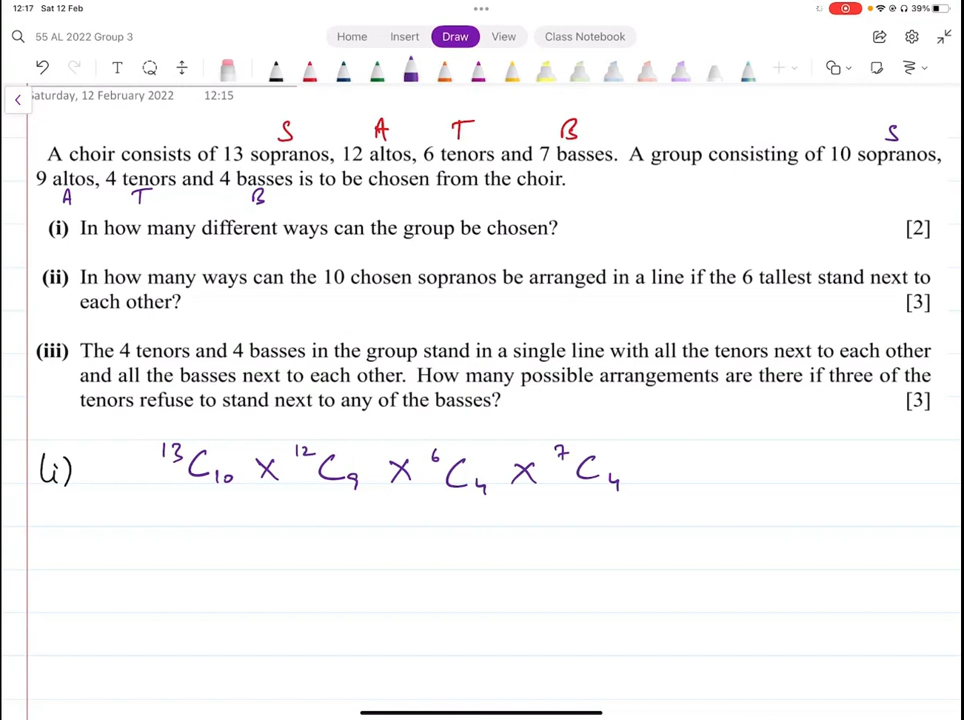 12:17 Sat 12 Feb
39%
55 AL 2022 Group 3
Home Insert Draw View Class Notebook
T
Saturday, 12 February 2022 12:15
S A T B S
A choir consists of 13 sopranos, 12 altos, 6 tenors and 7 basses. A group consisting of 10 sopranos,
9 altos, 4 tenors and 4 basses is to be chosen from the choir.
A T B
(i) In how many different ways can the group be chosen? [2]
(ii) In how many ways can the 10 chosen sopranos be arranged in a line if the 6 tallest stand next to
each other? [3]
(iii) The 4 tenors and 4 basses in the group stand in a single line with all the tenors next to each other
and all the basses next to each other. How many possible arrangements are there if three of the
tenors refuse to stand next to any of the basses? [3]
(i) ¹³C₁₀ × ¹²C₉ × ⁶C₄ × ⁷C₄